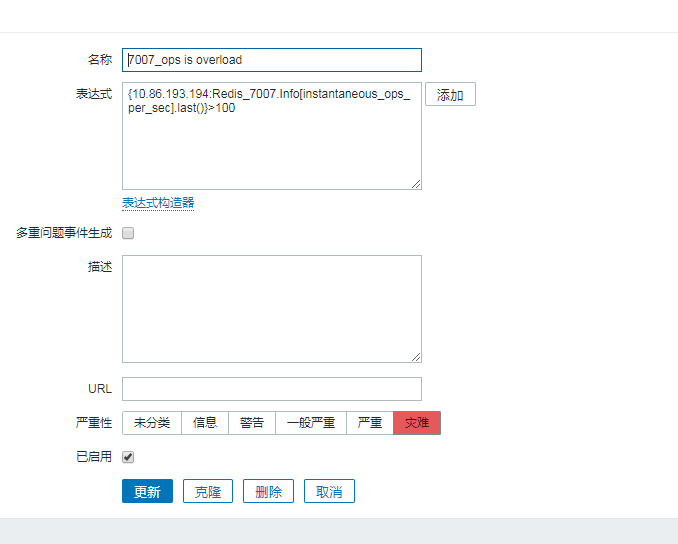 名称 7007_ops is overload
表达式 {10.86.193.194:Redis_7007.Info[instantaneous_ops_
per_sec].last()}>100 添加
表达式构造器
多重问题事件生成
描述
URL
严重性 未分类 信息 警告 一般严重 严重 灾难
已启用
更新 克隆 删除 取消